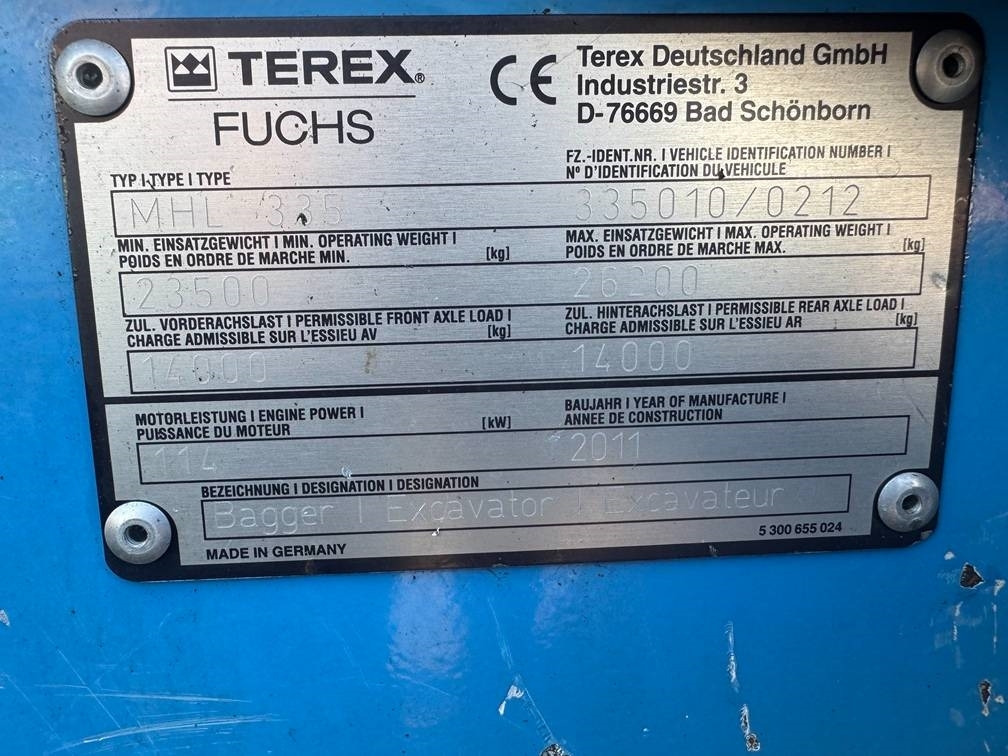 TEREX®
FUCHS
CE
Terex Deutschland GmbH
Industriestr. 3
D-76669 Bad Schönborn
TYP I TYPE I TYPE
MHL 335
FZ.-IDENT.NR. I VEHICLE IDENTIFICATION NUMBER I
N° D'IDENTIFICATION DU VEHICULE
335010/0212
MIN. EINSATZGEWICHT I MIN. OPERATING WEIGHT I
POIDS EN ORDRE DE MARCHE MIN. [kg]
23500
MAX. EINSATZGEWICHT I MAX. OPERATING WEIGHT I
POIDS EN ORDRE DE MARCHE MAX. [kg]
26200
ZUL. VORDERACHSLAST I PERMISSIBLE FRONT AXLE LOAD I
CHARGE ADMISSIBLE SUR L'ESSIEU AV [kg]
14000
ZUL. HINTERACHSLAST I PERMISSIBLE REAR AXLE LOAD I
CHARGE ADMISSIBLE SUR L'ESSIEU AR [kg]
14000
MOTORLEISTUNG I ENGINE POWER I
PUISSANCE DU MOTEUR [kW]
114
BAUJAHR I YEAR OF MANUFACTURE I
ANNEE DE CONSTRUCTION
2011
BEZEICHNUNG I DESIGNATION I DESIGNATION
Bagger I Excavator I Excavateur
MADE IN GERMANY
5 300 655 024